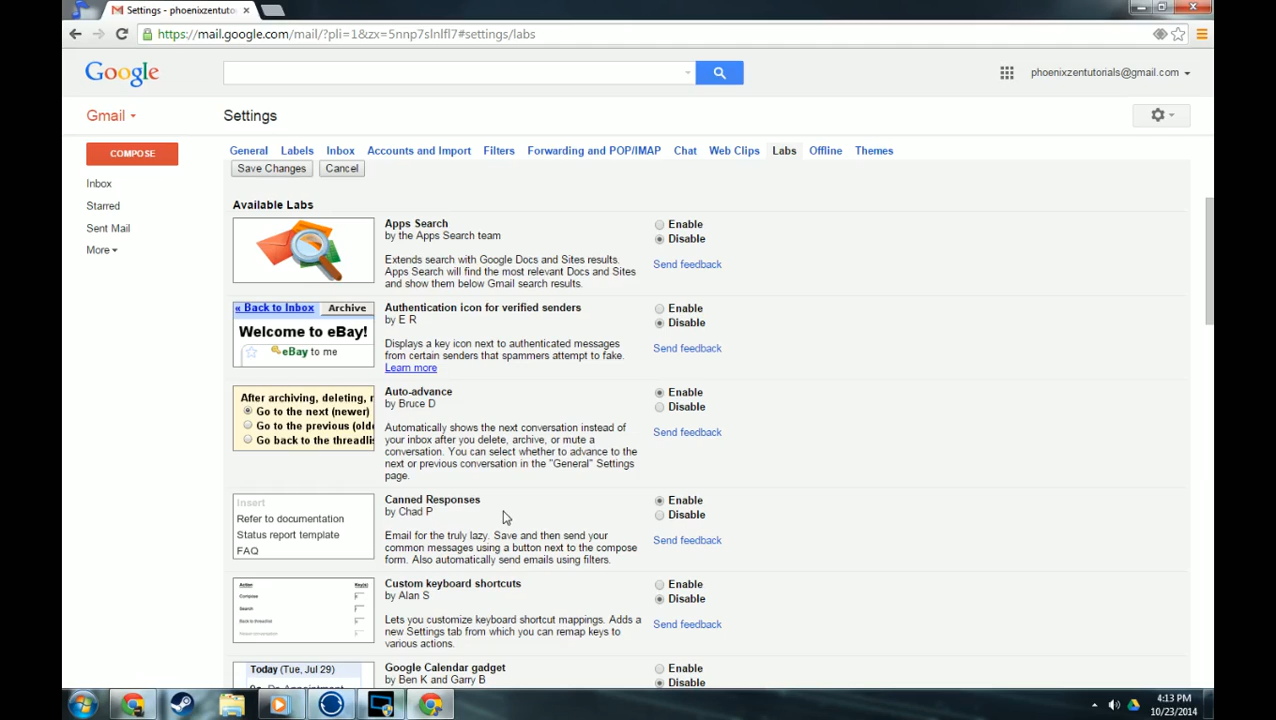 Settings - phoenixzentuto
https://mail.google.com/mail/?pli=1&zx=5nnp7slnlfl7#settings/labs
Google
phoenixzentutorials@gmail.com
Gmail
Settings
COMPOSE
Inbox
Starred
Sent Mail
More
General Labels Inbox Accounts and Import Filters Forwarding and POP/IMAP Chat Web Clips Labs Offline Themes
Save Changes Cancel
Available Labs
Apps Search
by the Apps Search team
Extends search with Google Docs and Sites results.
Apps Search will find the most relevant Docs and Sites
and show them below Gmail search results.
Enable
Disable
Send feedback
« Back to Inbox Archive
Welcome to eBay!
eBay to me
Authentication icon for verified senders
by E R
Displays a key icon next to authenticated messages
from certain senders that spammers attempt to fake.
Learn more
Enable
Disable
Send feedback
After archiving, deleting,
Go to the next (newer)
Go to the previous (olde
Go back to the threadlis
Auto-advance
by Bruce D
Automatically shows the next conversation instead of
your inbox after you delete, archive, or mute a
conversation. You can select whether to advance to the
next or previous conversation in the "General" Settings
page.
Enable
Disable
Send feedback
Insert
Refer to documentation
Status report template
FAQ
Canned Responses
by Chad P
Email for the truly lazy. Save and then send your
common messages using a button next to the compose
form. Also automatically send emails using filters.
Enable
Disable
Send feedback
Action Key(s)
Compose
Search
Back to threadlist
Custom keyboard shortcuts
by Alan S
Lets you customize keyboard shortcut mappings. Adds a
new Settings tab from which you can remap keys to
various actions.
Enable
Disable
Send feedback
Today (Tue, Jul 29)
Google Calendar gadget
by Ben K and Garry B
Enable
Disable
4:13 PM
10/23/2014